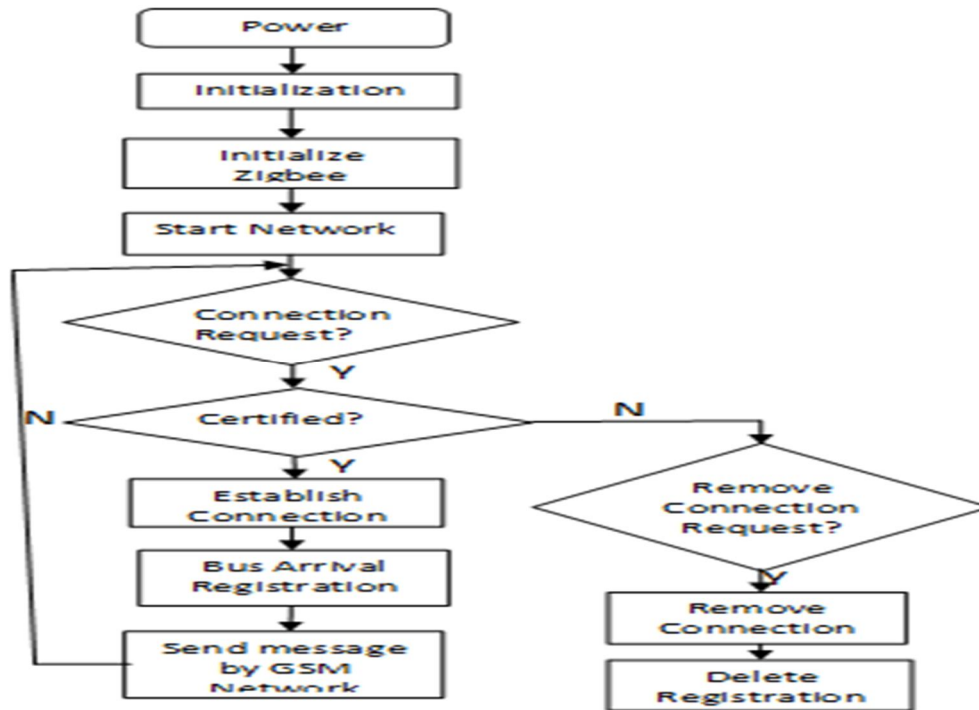 Power
Initialization
Initialize
Zigbee
Start Network
Connection
Request?
Y
N
Certified?
N
Y
Establish
Connection
Remove
Connection
Request?
Bus Arrival
Registration
Y
Remove
Connection
Send message
by GSM
Network
Delete
Registration